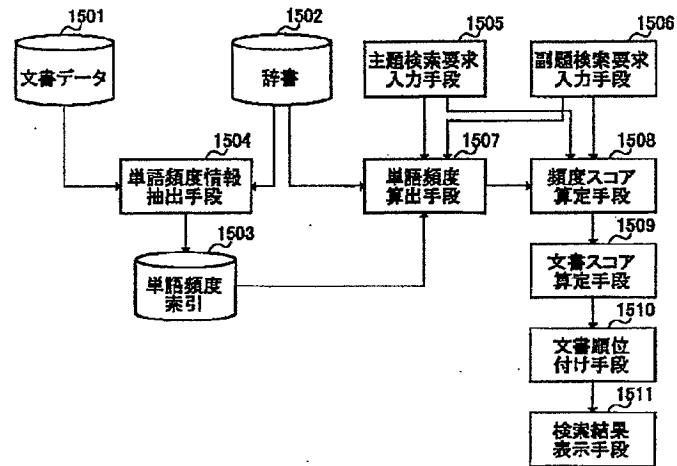 1501
文書データ
1502
辞書
1505
主題検索要求
入力手段
1506
副題検索要求
入力手段
1504
単語頻度情報
抽出手段
1507
単語頻度
算出手段
1508
頻度スコア
算定手段
1503
単語頻度
索引
1509
文書スコア
算定手段
1510
文書順位
付け手段
1511
検索結果
表示手段